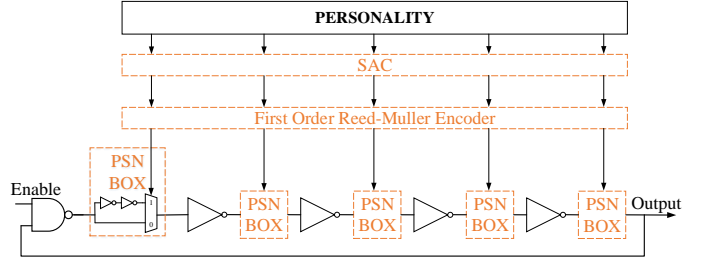 PERSONALITY
SAC
First Order Reed-Muller Encoder
PSN
BOX
1
0
Enable
PSN
BOX
PSN
BOX
PSN
BOX
PSN
BOX
Output